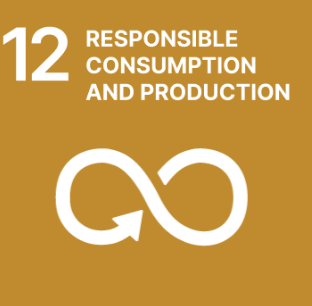 12 RESPONSIBLE
CONSUMPTION
AND PRODUCTION